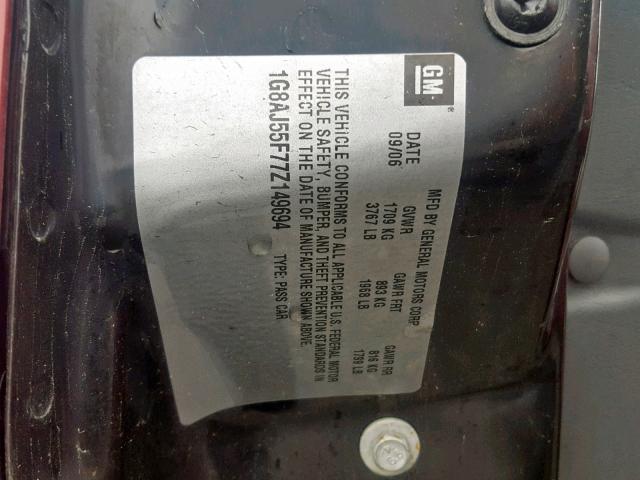 GM®
MFD BY GENERAL MOTORS CORP
DATE GVWR GAWR FRT GAWR RR
09/06 1709 KG 893 KG 816 KG
3767 LB 1968 LB 1799 LB
THIS VEHICLE CONFORMS TO ALL APPLICABLE U.S. FEDERAL MOTOR
VEHICLE SAFETY, BUMPER, AND THEFT PREVENTION STANDARDS IN
EFFECT ON THE DATE OF MANUFACTURE SHOWN ABOVE.
1G8AJ55F77Z149694 TYPE: PASS CAR